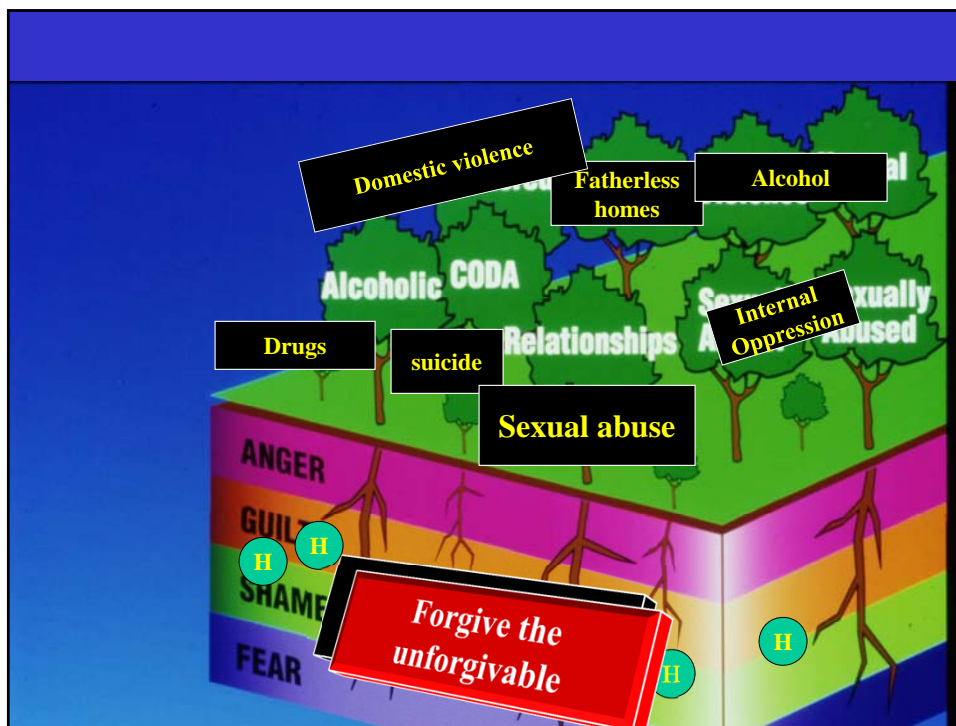 Domestic violence
Fatherless
homes
Alcohol
Alcoholic
CODA
Internal
Oppression
Abused
Drugs
suicide
Relationships
Sexual abuse
ANGER
GUILT
H
H
SHAME
Forgive the
unforgivable
H
H
FEAR